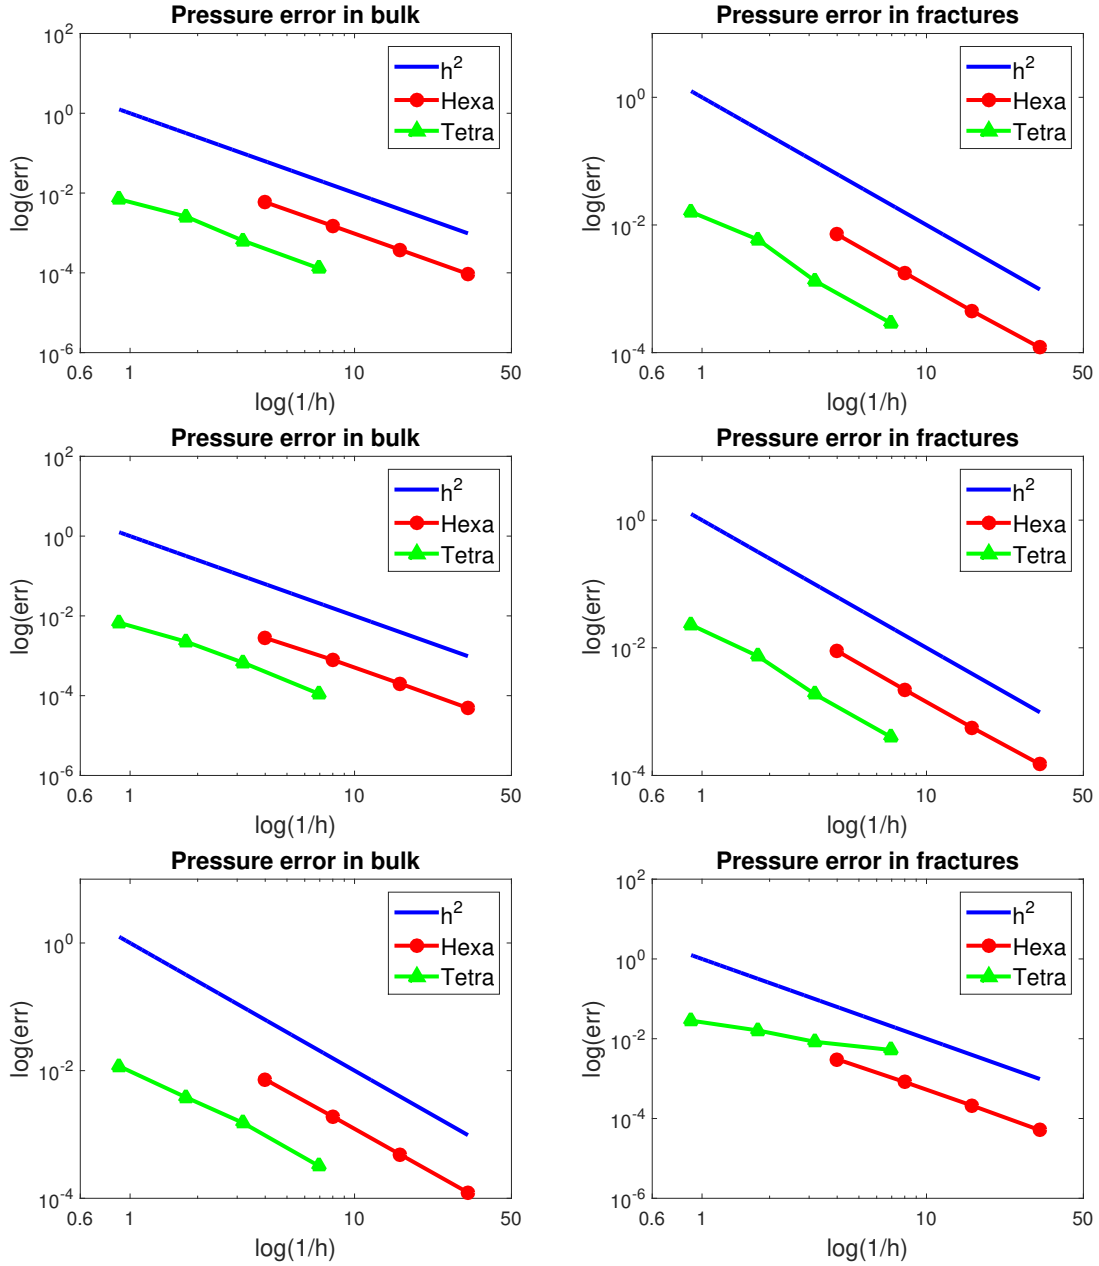 Pressure error in bulk
10^2
10^0
10^-2
10^-4
10^-6
log(err)
0.6 1 10 50
log(1/h)
h^2
Hexa
Tetra
Pressure error in fractures
10^0
10^-2
10^-4
log(err)
0.6 1 10 50
log(1/h)
h^2
Hexa
Tetra
Pressure error in bulk
10^2
10^0
10^-2
10^-4
10^-6
log(err)
0.6 1 10 50
log(1/h)
h^2
Hexa
Tetra
Pressure error in fractures
10^0
10^-2
10^-4
log(err)
0.6 1 10 50
log(1/h)
h^2
Hexa
Tetra
Pressure error in bulk
10^0
10^-2
10^-4
log(err)
0.6 1 10 50
log(1/h)
h^2
Hexa
Tetra
Pressure error in fractures
10^2
10^0
10^-2
10^-4
10^-6
log(err)
0.6 1 10 50
log(1/h)
h^2
Hexa
Tetra